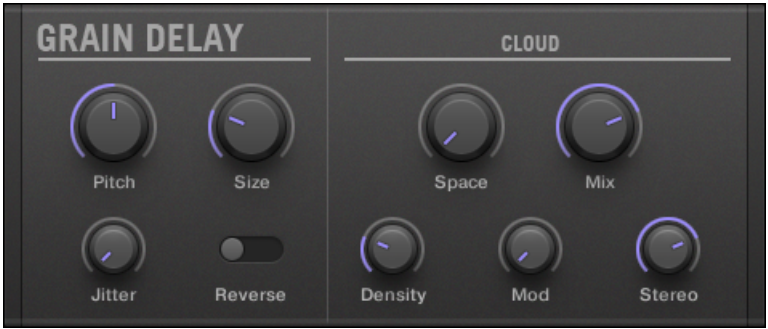 GRAIN DELAY
CLOUD
Pitch
Size
Space
Mix
Jitter
Reverse
Density
Mod
Stereo